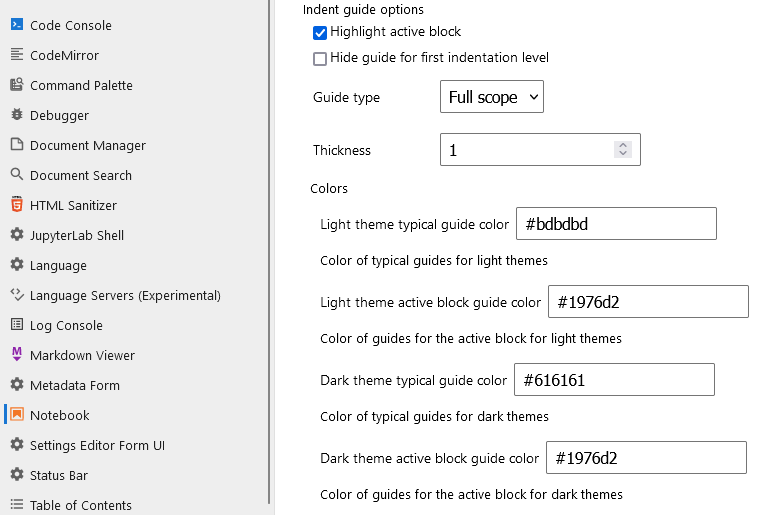 Code Console
CodeMirror
Command Palette
Debugger
Document Manager
Document Search
HTML Sanitizer
JupyterLab Shell
Language
Language Servers (Experimental)
Log Console
Markdown Viewer
Metadata Form
Notebook
Settings Editor Form UI
Status Bar
Table of Contents
Indent guide options
Highlight active block
Hide guide for first indentation level
Guide type Full scope
Thickness 1
Colors
Light theme typical guide color #bdbdbd
Color of typical guides for light themes
Light theme active block guide color #1976d2
Color of guides for the active block for light themes
Dark theme typical guide color #616161
Color of typical guides for dark themes
Dark theme active block guide color #1976d2
Color of guides for the active block for dark themes